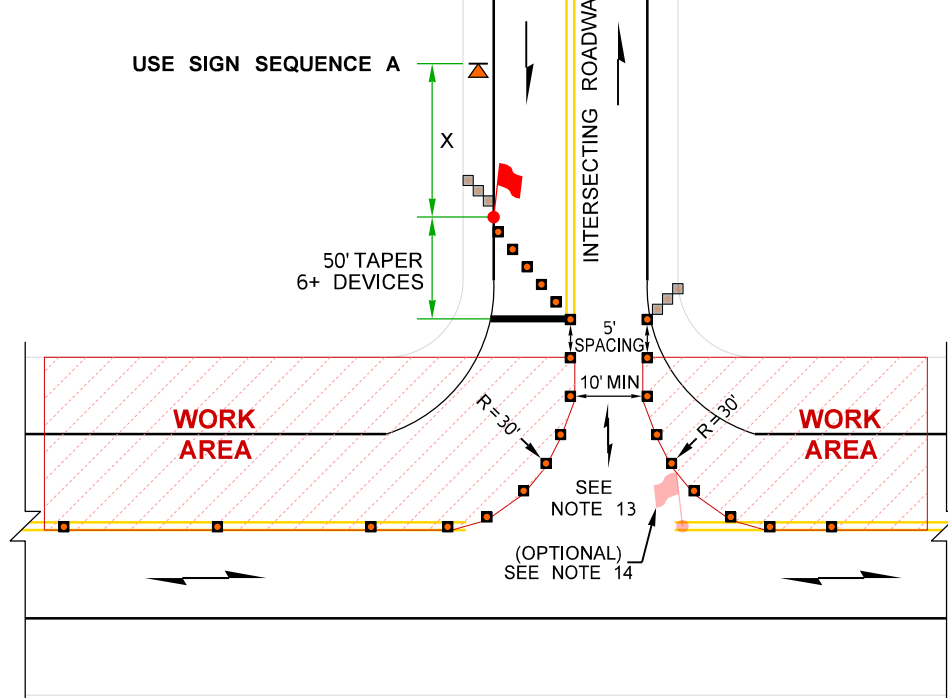 USE SIGN SEQUENCE A
X
50' TAPER
6+ DEVICES
INTERSECTING ROADWA
5'
SPACING
10' MIN
R=30'
R=30'
WORK
AREA
WORK
AREA
SEE
NOTE 13
(OPTIONAL)
SEE NOTE 14